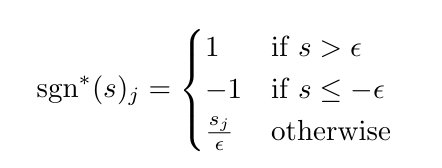 1 if s > ϵ
sgn*(s)_j = { −1 if s ≤ −ϵ
s_j/ϵ otherwise